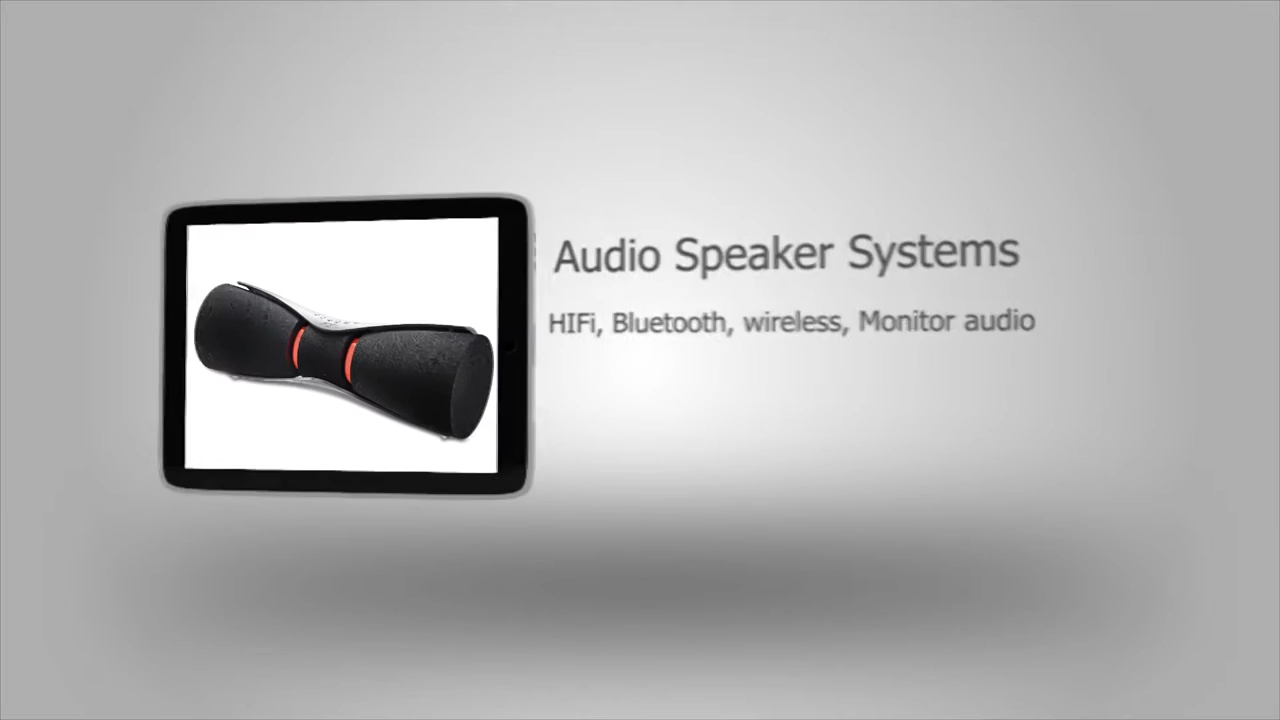 Audio Speaker Systems
HIFi, Bluetooth, wireless, Monitor audio